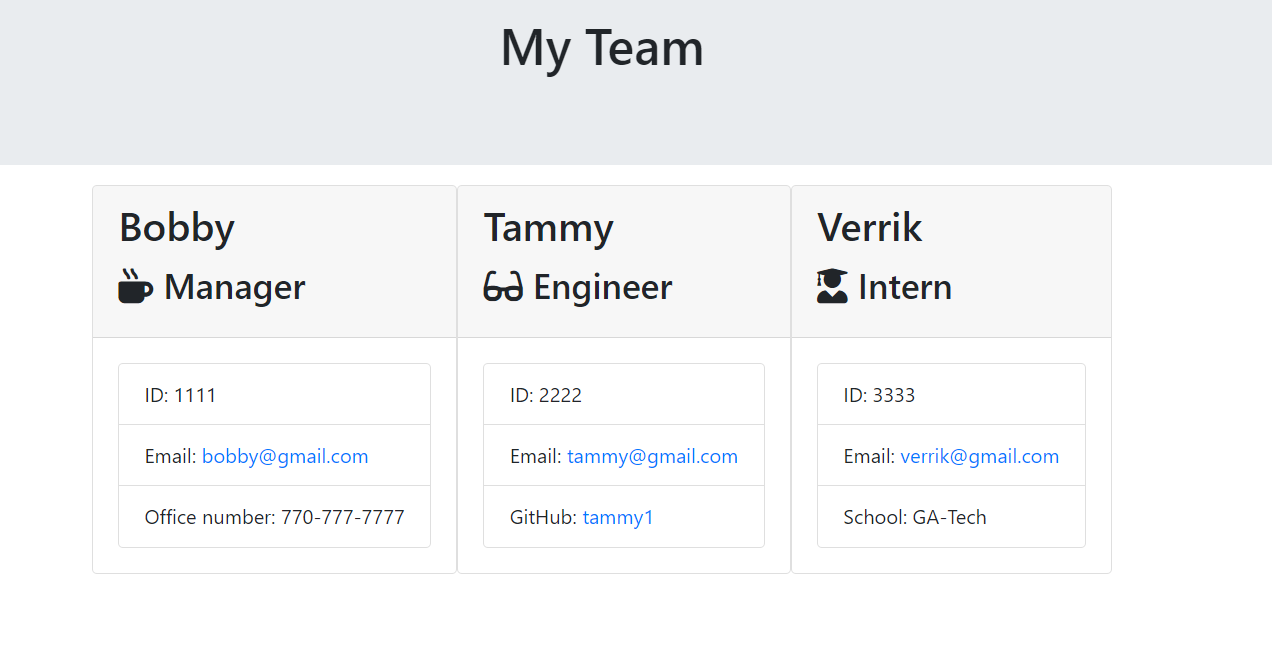 My Team
Bobby
Manager
ID: 1111
Email: bobby@gmail.com
Office number: 770-777-7777
Tammy
Engineer
ID: 2222
Email: tammy@gmail.com
GitHub: tammy1
Verrik
Intern
ID: 3333
Email: verrik@gmail.com
School: GA-Tech